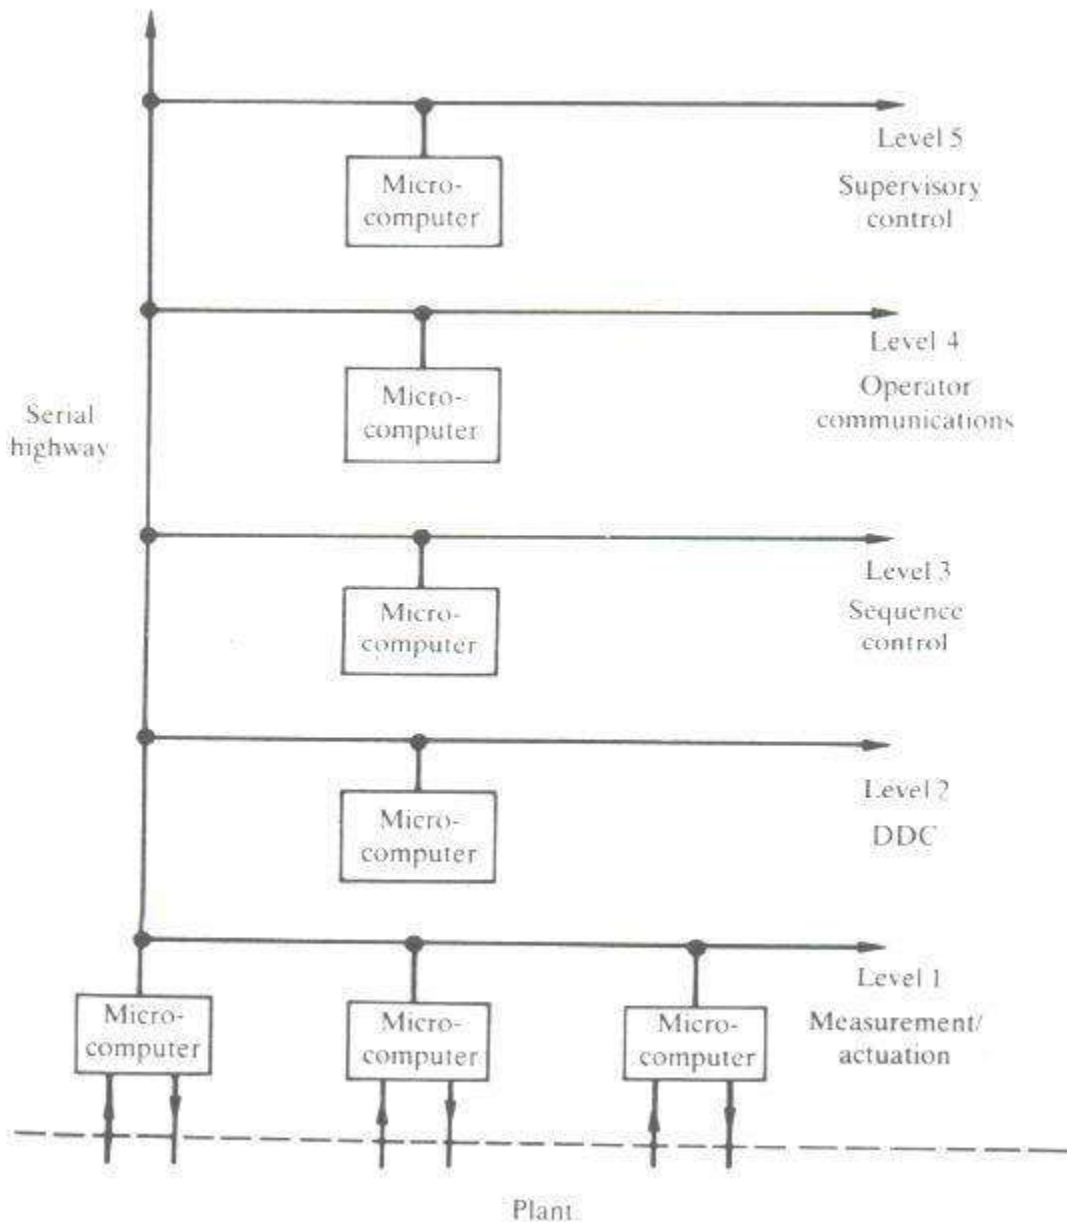 Level 5
Micro-
computer
Supervisory
control
Level 4
Micro-
computer
Operator
communications
Serial
highway
Level 3
Micro-
computer
Sequence
control
Level 2
Micro-
computer
DDC
Level 1
Micro-
computer
Micro-
computer
Micro-
computer
Measurement/
actuation
Plant